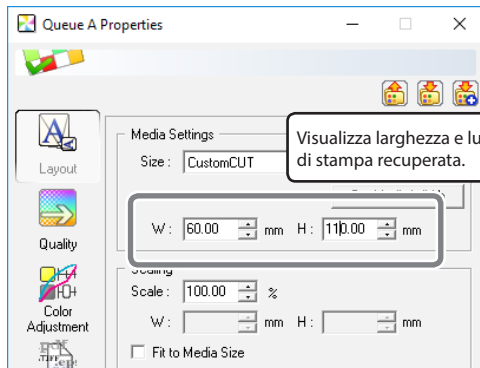 Queue A Properties
Layout
Quality
Color
Adjustment
Media Settings
Size : CustomCUT
Visualizza larghezza e lu
di stampa recuperata.
W : 60.00 mm H : 110.00 mm
Scaling
Scale : 100.00 %
W : mm H : mm
Fit to Media Size